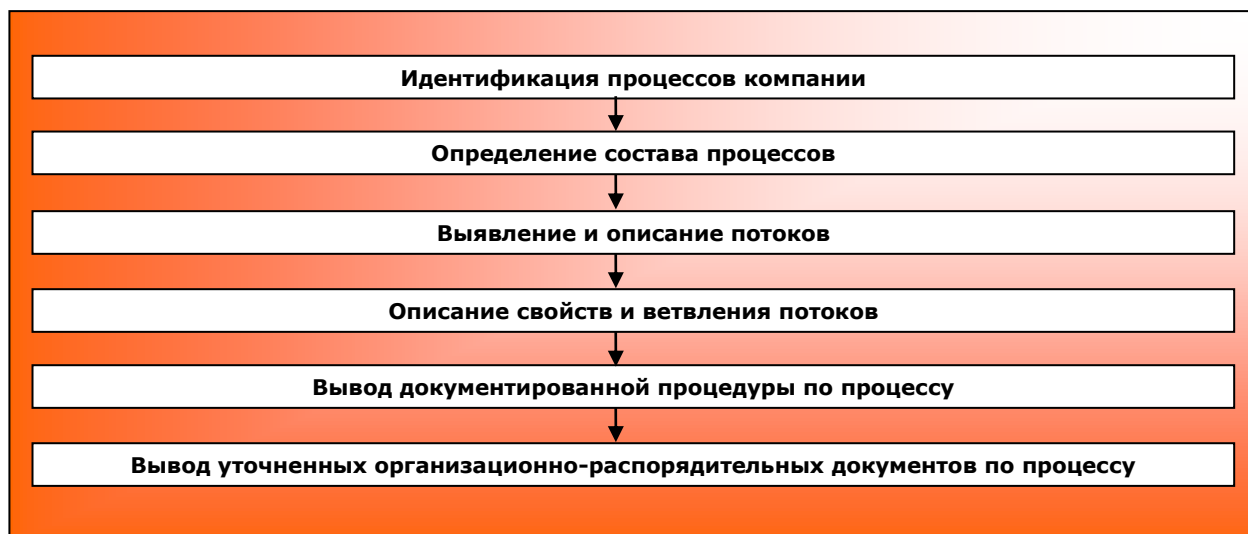 Идентификация процессов компании
Определение состава процессов
Выявление и описание потоков
Описание свойств и ветвления потоков
Вывод документированной процедуры по процессу
Вывод уточненных организационно-распорядительных документов по процессу